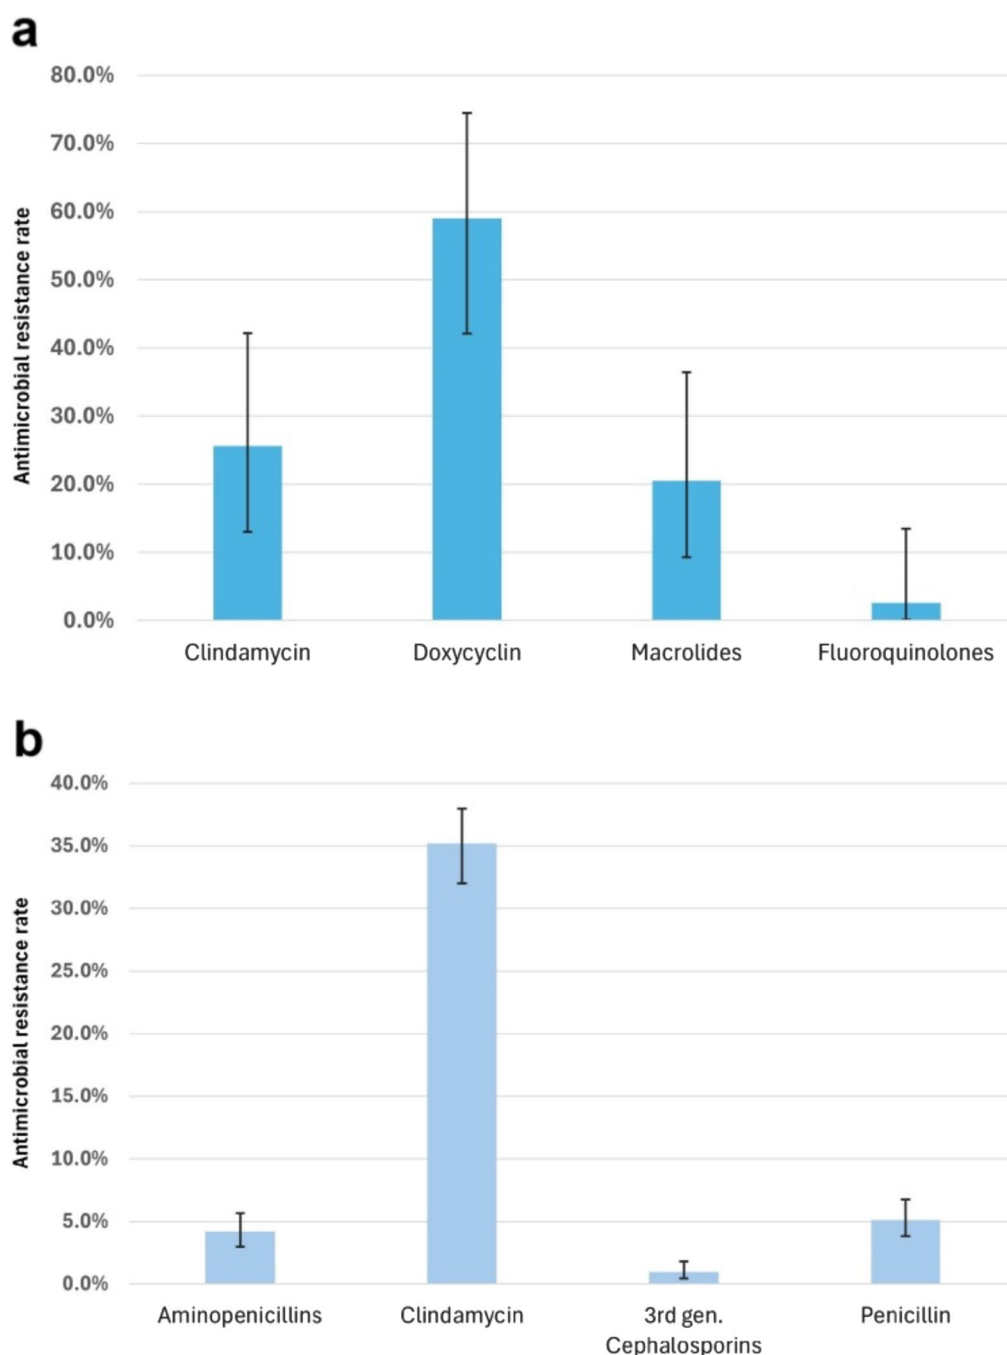 a
80.0%
70.0%
60.0%
50.0%
40.0%
30.0%
20.0%
10.0%
0.0%
Antimicrobial resistance rate
Clindamycin Doxycyclin Macrolides Fluoroquinolones
b
40.0%
35.0%
30.0%
25.0%
20.0%
15.0%
10.0%
5.0%
0.0%
Antimicrobial resistance rate
Aminopenicillins Clindamycin 3rd gen. Penicillin
Cephalosporins